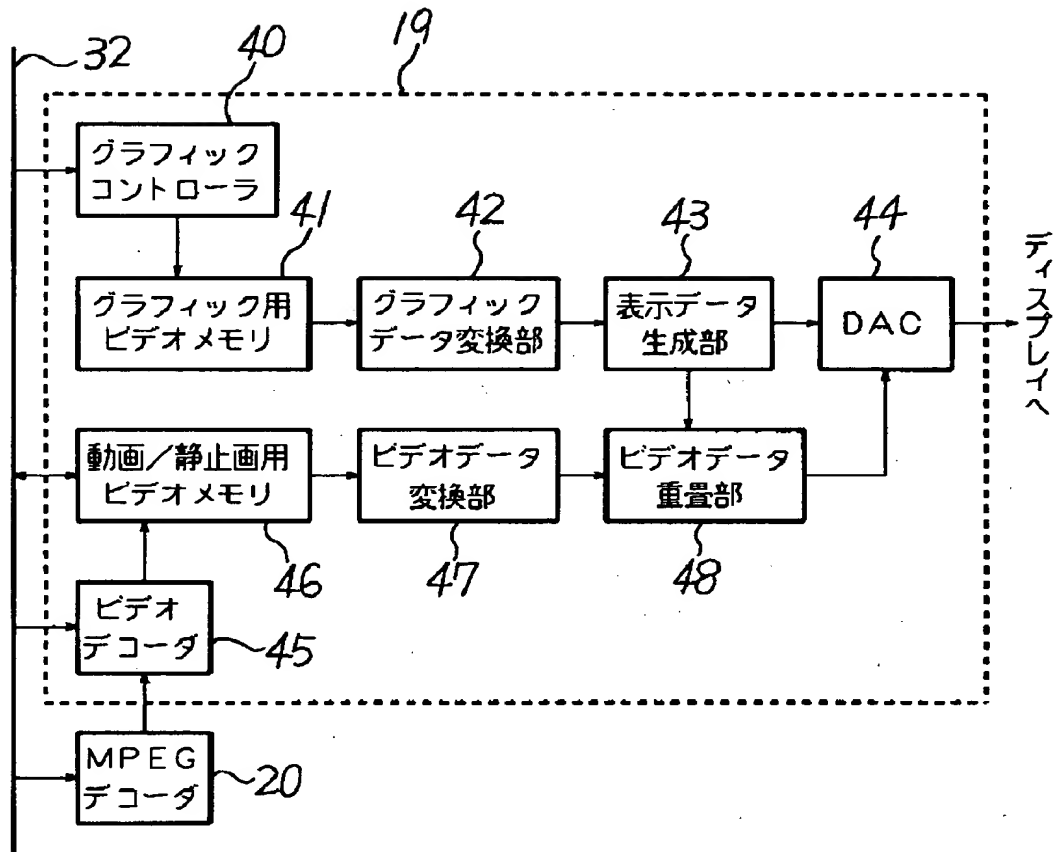 19
32
40
グラフィック
コントローラ
41
42
43
44
グラフィック用
ビデオメモリ
グラフィック
データ変換部
表示データ
生成部
DAC
ディスプレイへ
動画/静止画用
ビデオメモリ
ビデオデータ
変換部
ビデオデータ
重畳部
46
47
48
ビデオ
デコーダ
45
MPEG
デコーダ
20